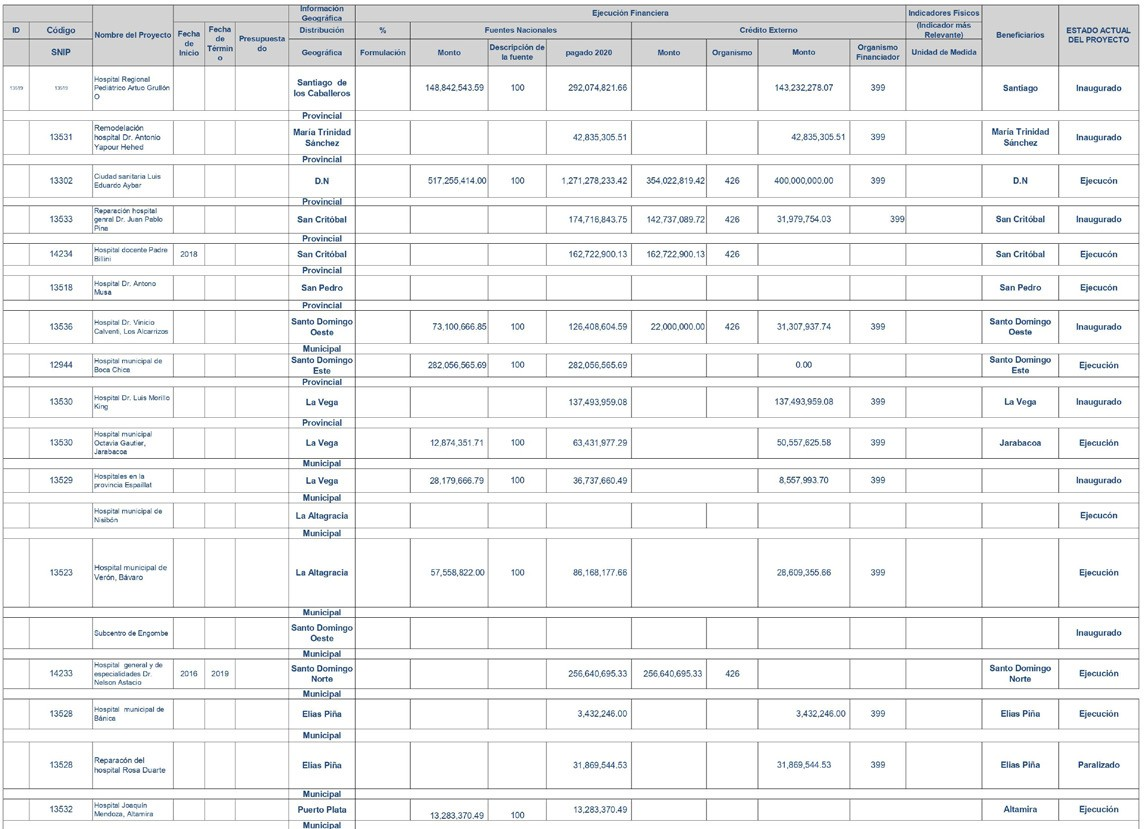 Información
Geográfica
Ejecución Financiera
Indicadores Físicos
(Indicador más
Relevante)
ID
Código
Nombre del Proyecto
Fecha
de
Inicio
Fecha
de
Términ
o
Presupuesta
do
Distribución
%
Fuentes Nacionales
Crédito Externo
Beneficiarios
ESTADO ACTUAL
DEL PROYECTO
SNIP
Geográfica
Formulación
Monto
Descripción de
la fuente
pagado 2020
Monto
Organismo
Monto
Organismo
Financiador
Unidad de Medida
Hospital Regional
Pediátrico Artuo Grullón
O
Santiago de
los Caballeros
148,842,543.59
100
292,074,821.66
143,232,278.07
399
Santiago
Inaugurado
Provincial
13531
Remodelación
hospital Dr. Antonio
Yapour Hehed
María Trinidad
Sánchez
42,835,305.51
42,835,305.51
399
María Trinidad
Sánchez
Inaugurado
Provincial
13302
Ciudad sanitaria Luis
Eduardo Aybar
D.N
517,255,414.00
100
1,271,278,233.42
354,022,819.42
426
400,000,000.00
399
D.N
Ejecucón
Provincial
13533
Reparación hospital
genral Dr. Juan Pablo
Pina
San Critóbal
174,718,843.75
142,737,089.72
426
31,979,754.03
399
San Critóbal
Inaugurado
Provincial
14234
Hospital docente Padre
Billini
2018
San Critóbal
162,722,900.13
162,722,900.13
426
San Critóbal
Ejecucón
Provincial
13518
Hospital Dr. Antono
Musa
San Pedro
San Pedro
Ejecucón
Provincial
13536
Hospital Dr. Vinicio
Calventi, Los Alcarrizos
Santo Domingo
Oeste
73,100,666.85
100
126,408,604.59
22,000,000.00
426
31,307,937.74
399
Santo Domingo
Oeste
Inaugurado
Municipal
12944
Hospital municipal de
Boca Chica
Santo Domingo
Este
282,056,565.69
100
282,056,565.69
0.00
Santo Domingo
Este
Ejecución
Provincial
13530
Hospital Dr. Luis Morillo
King
La Vega
137,493,959.08
137,493,959.08
399
La Vega
Inaugurado
Provincial
13530
Hospital municipal
Octavia Gautier,
Jarabacoa
La Vega
12,874,351.71
100
63,431,977.29
50,557,625.58
399
Jarabacoa
Ejecución
Municipal
13529
Hospitales en la
provincia Espaillat
La Vega
28,179,666.79
100
36,737,660.49
8,557,993.70
399
Inaugurado
Municipal
Hospital municipal de
Nisibón
La Altagracia
Ejecucón
Municipal
13523
Hospital municipal de
Verón, Bávaro
La Altagracia
57,558,822.00
100
86,168,177.66
28,609,355.66
399
Ejecución
Municipal
Subcentro de Engombe
Santo Domingo
Oeste
Inaugurado
Municipal
14233
Hospital general y de
especialidades Dr.
Nelson Astacio
2016
2019
Santo Domingo
Norte
256,640,695.33
256,640,695.33
426
Santo Domingo
Norte
Ejecución
Municipal
13528
Hospital municipal de
Bánica
Elias Piña
3,432,246.00
3,432,246.00
399
Elias Piña
Ejecución
Municipal
13528
Reparacón del
hospital Rosa Duarte
Elias Piña
31,869,544.53
31,869,544.53
399
Elias Piña
Paralizado
Municipal
13532
Hospital Joaquín
Mendoza, Altamira
Puerto Plata
13,283,370.49
100
13,283,370.49
Altamira
Ejecución
Municipal